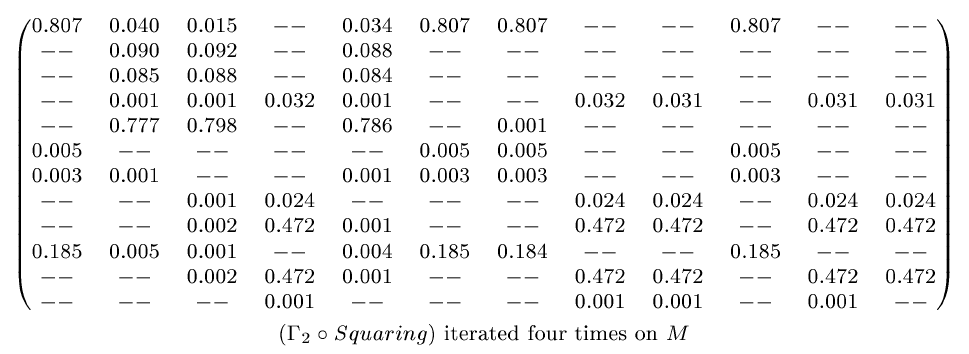 0.807 0.040 0.015 −− 0.034 0.807 0.807 −− −− 0.807 −− −−
−− 0.090 0.092 −− 0.088 −− −− −− −− −− −− −−
−− 0.085 0.088 −− 0.084 −− −− −− −− −− −− −−
−− 0.001 0.001 0.032 0.001 −− −− 0.032 0.031 −− 0.031 0.031
−− 0.777 0.798 −− 0.786 −− 0.001 −− −− −− −− −−
0.005 −− −− −− −− 0.005 0.005 −− −− 0.005 −− −−
0.003 0.001 −− −− 0.001 0.003 0.003 −− −− 0.003 −− −−
−− −− 0.001 0.024 −− −− −− 0.024 0.024 −− 0.024 0.024
−− −− 0.002 0.472 0.001 −− −− 0.472 0.472 −− 0.472 0.472
0.185 0.005 0.001 −− 0.004 0.185 0.184 −− −− 0.185 −− −−
−− −− 0.002 0.472 0.001 −− −− 0.472 0.472 −− 0.472 0.472
−− −− −− 0.001 −− −− −− 0.001 0.001 −− 0.001 −−
(Γ₂ ∘ Squaring) iterated four times on M